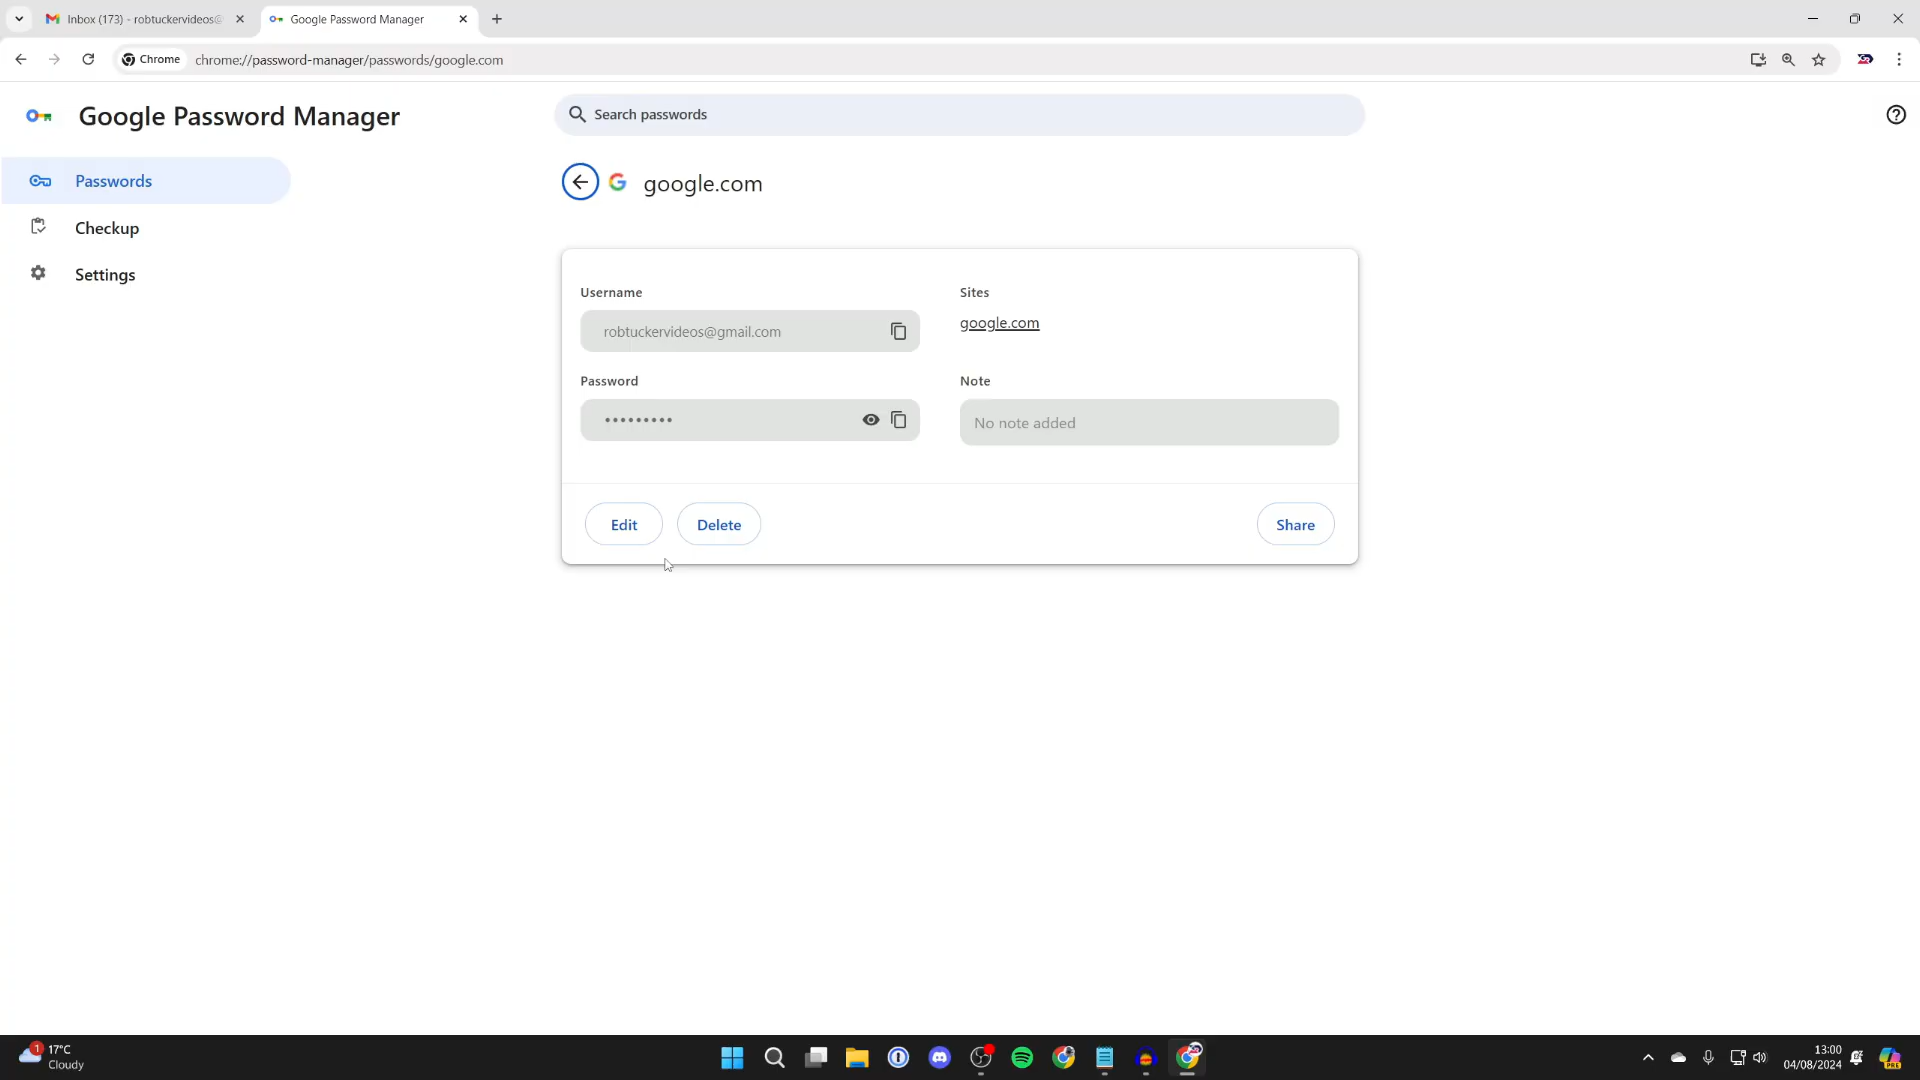 Inbox (173) - robtuckervideos@
Google Password Manager
Chrome
chrome://password-manager/passwords/google.com
Google Password Manager
Search passwords
Passwords
Checkup
Settings
google.com
Username
robtuckervideos@gmail.com
Sites
google.com
Password
•••••••••
Note
No note added
Edit
Delete
Share
1
17°C
Cloudy
13:00
04/08/2024
PRE